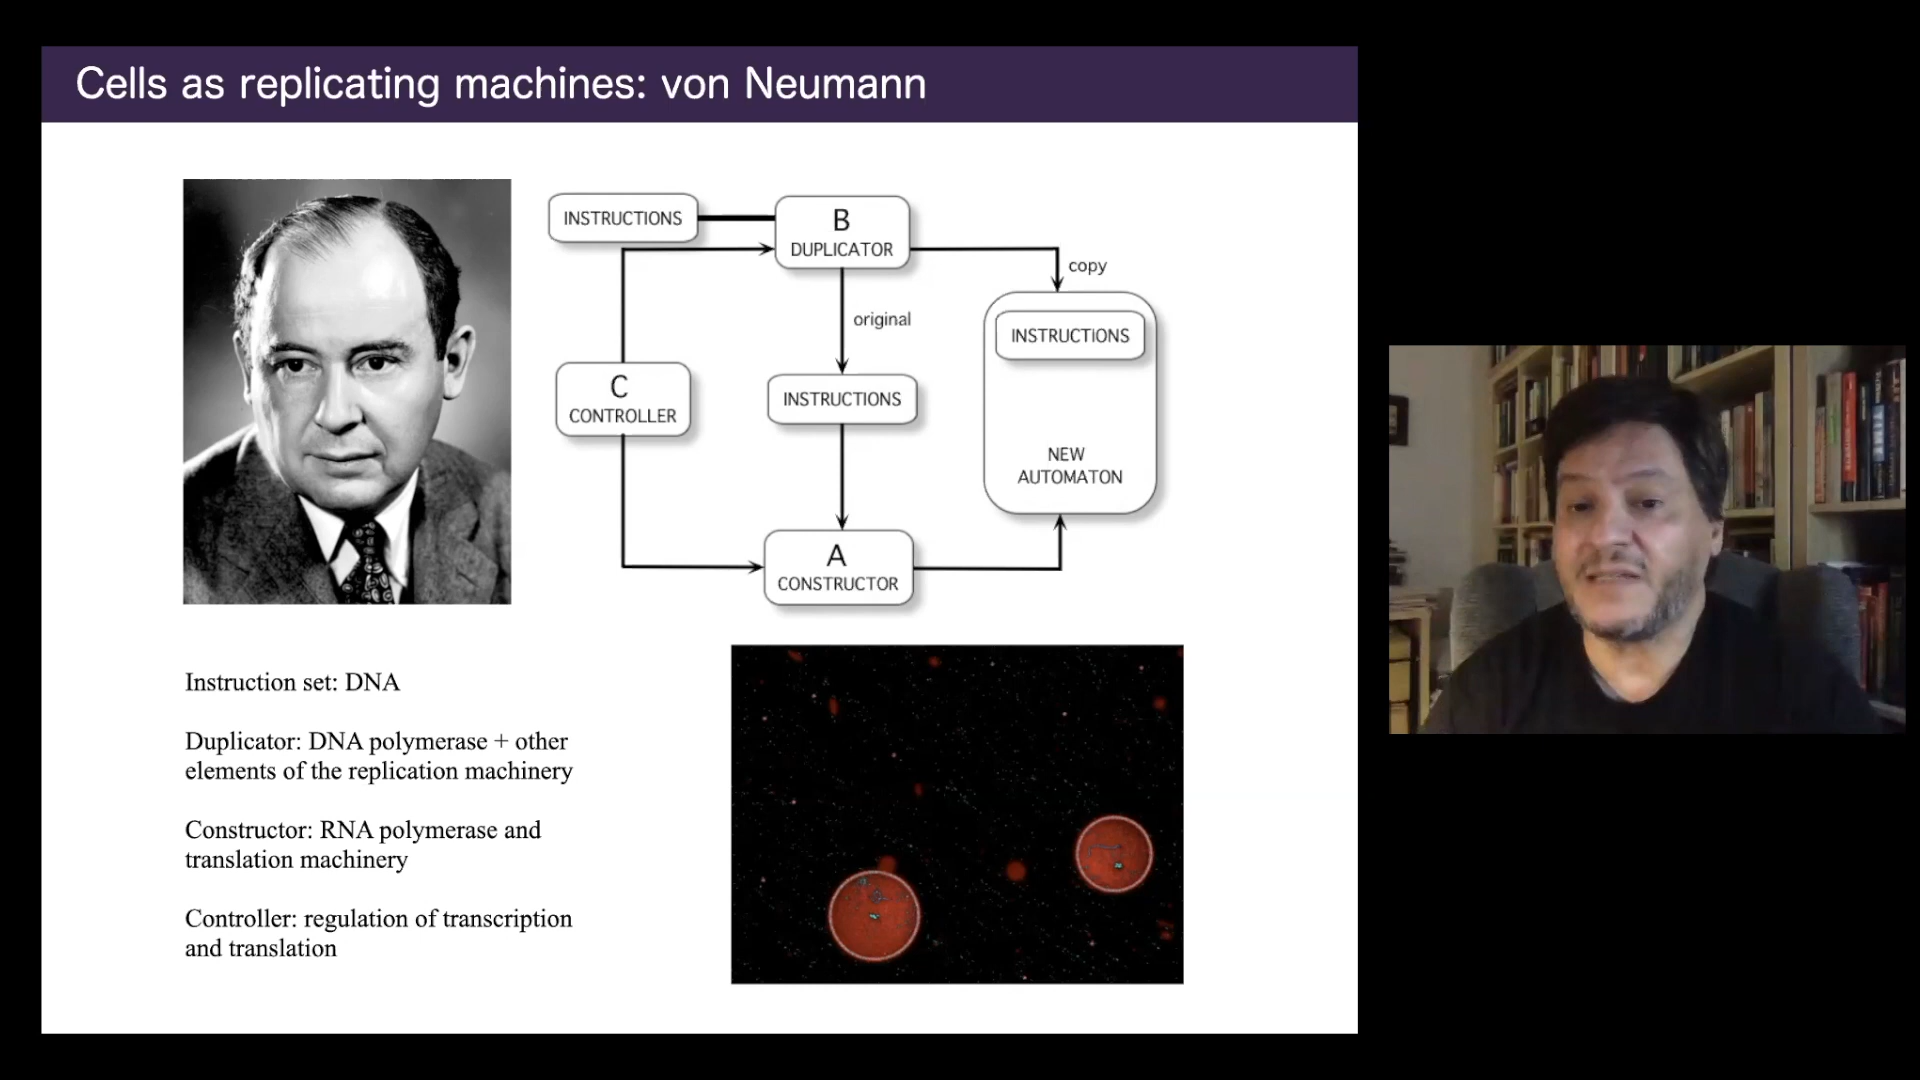 Cells as replicating machines: von Neumann
INSTRUCTIONS
B
DUPLICATOR
copy
original
INSTRUCTIONS
C
CONTROLLER
INSTRUCTIONS
NEW
AUTOMATON
A
CONSTRUCTOR
Instruction set: DNA
Duplicator: DNA polymerase + other
elements of the replication machinery
Constructor: RNA polymerase and
translation machinery
Controller: regulation of transcription
and translation